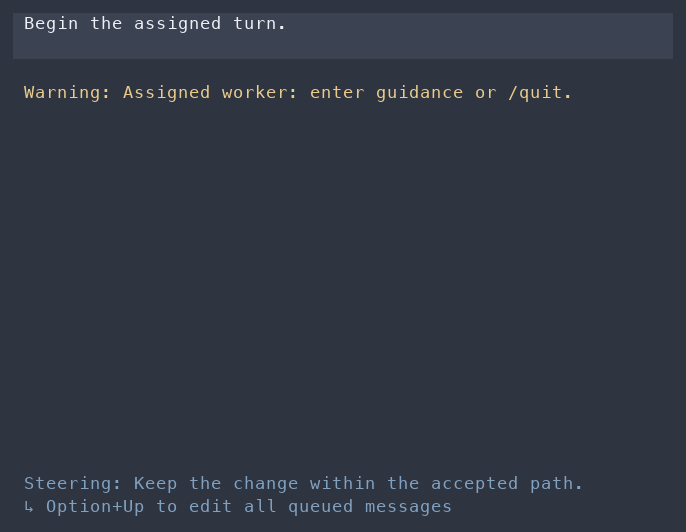 Begin the assigned turn.
Warning: Assigned worker: enter guidance or /quit.
Steering: Keep the change within the accepted path.
↳ Option+Up to edit all queued messages